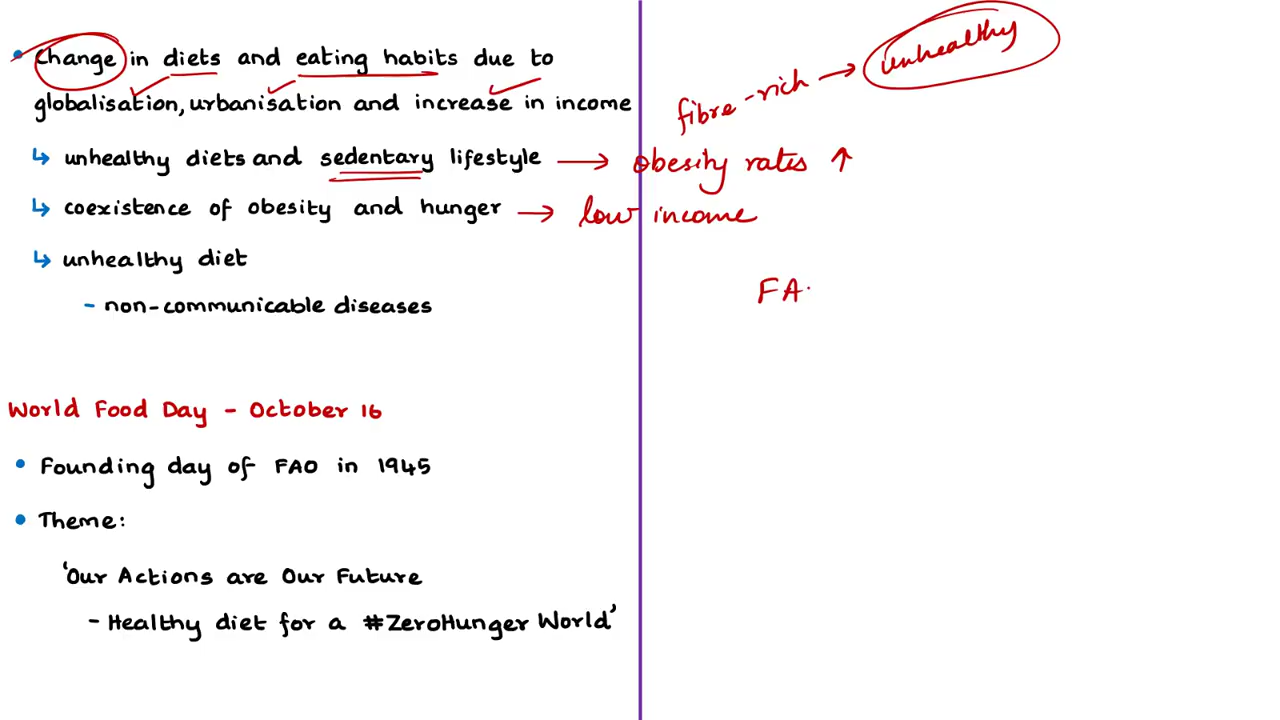 • Change in diets and eating habits due to
globalisation, urbanisation and increase in income
↳ unhealthy diets and sedentary lifestyle → obesity rates ↑
↳ coexistence of obesity and hunger → low income
↳ unhealthy diet
- non-communicable diseases
World Food Day - October 16
• Founding day of FAO in 1945
• Theme:
'Our Actions are Our Future
- Healthy diet for a #ZeroHunger World'
fibre-rich → unhealthy
FA